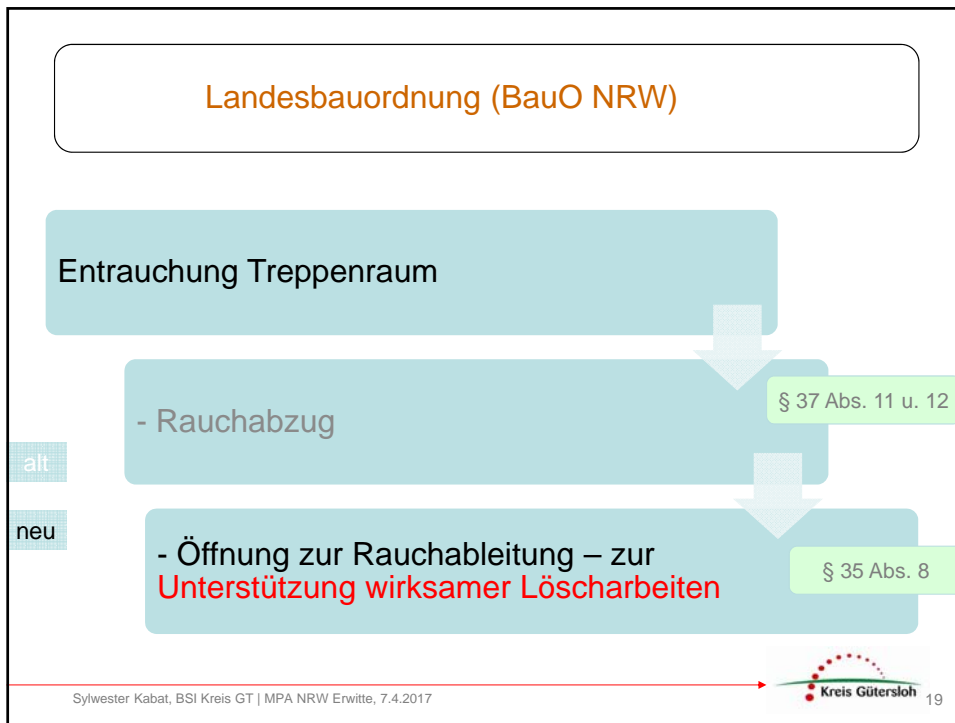 Landesbauordnung (BauO NRW)
Entrauchung Treppenraum
- Rauchabzug
§ 37 Abs. 11 u. 12
alt
neu
- Öffnung zur Rauchableitung – zur
Unterstützung wirksamer Löscharbeiten
§ 35 Abs. 8
Sylwester Kabat, BSI Kreis GT | MPA NRW Erwitte, 7.4.2017
Kreis Gütersloh
19